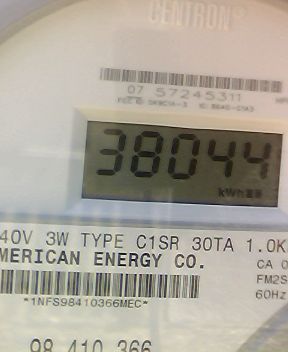 CENTRON®
07 57245311
38044
kWh
40V 3W TYPE C1SR 30TA 1.0K
MERICAN ENERGY CO.
CA 0
FM2S
60Hz
*1NFS98410366MEC*
98 410 366